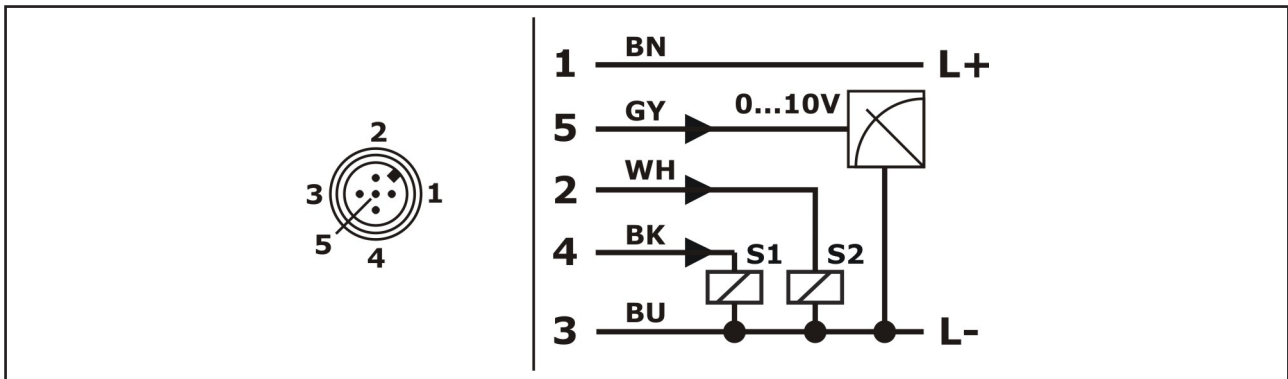 2
3 1
5
4
1 BN L+
5 GY 0...10V
2 WH
4 BK S1 S2
3 BU L-